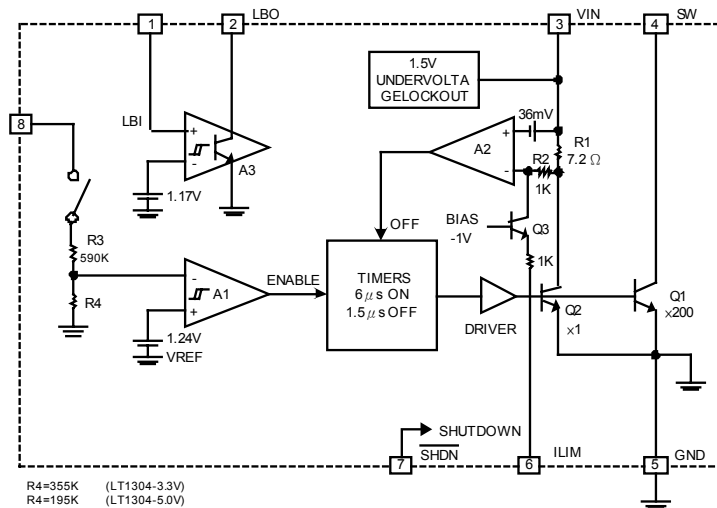 1
2
LBO
3
VIN
4
SW
1.5V
UNDERVOLTA
GELOCKOUT
8
LBI
+
-
A3
1.17V
36mV
+
-
A2
R1
7.2 Ω
R2
1K
BIAS
-1V
Q3
1K
OFF
R3
590K
R4
-
+
A1
ENABLE
TIMERS
6μs ON
1.5μs OFF
DRIVER
Q2
×1
Q1
×200
1.24V
VREF
SHUTDOWN
7
SHDN
6
ILIM
5
GND
R4=355K (LT1304-3.3V)
R4=195K (LT1304-5.0V)